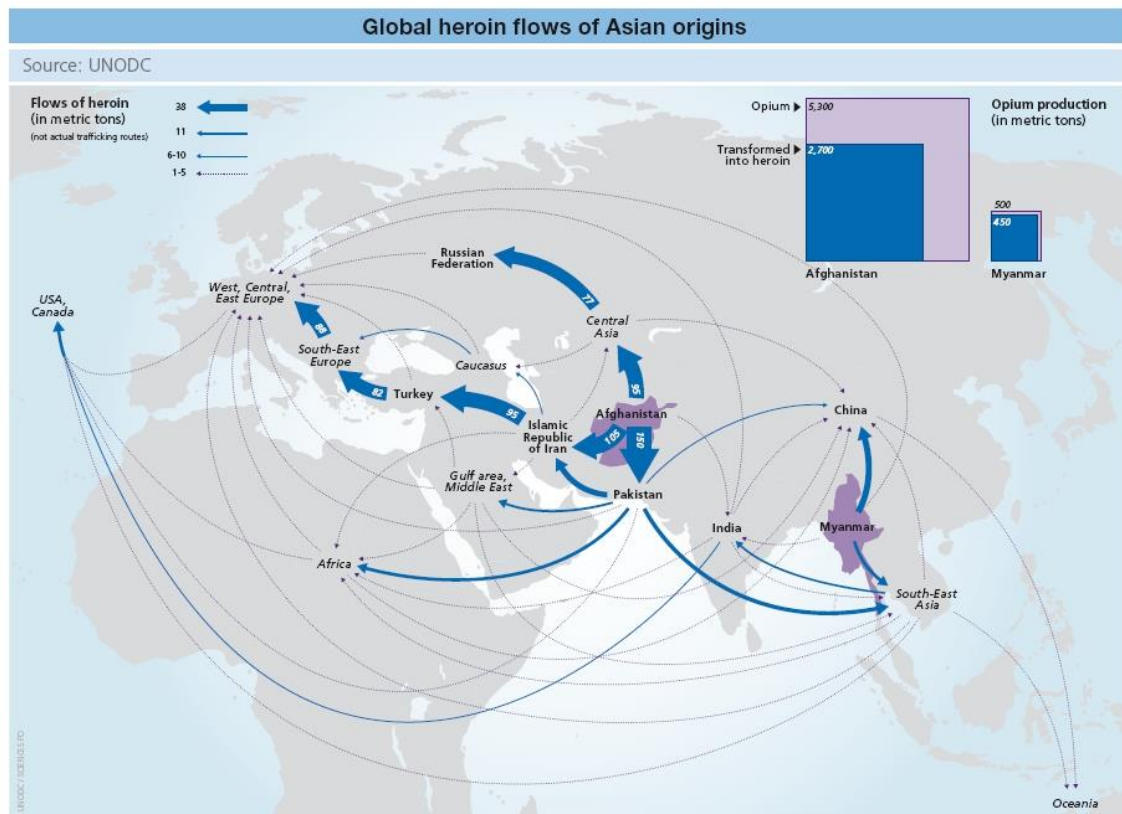 Global heroin flows of Asian origins
Source: UNODC
Flows of heroin
(in metric tons)
(not actual trafficking routes)
38
11
6-10
1-5
Opium
5,300
Transformed
into heroin
2,700
Afghanistan
Opium production
(in metric tons)
500
450
Myanmar
Russian
Federation
77
West, Central,
East Europe
USA,
Canada
88
South-East
Europe
Central
Asia
Caucasus
82
Turkey
95
95
Afghanistan
China
Islamic
Republic
of Iran
105
150
Gulf area,
Middle East
Pakistan
India
Myanmar
Africa
South-East
Asia
Oceania
UNODC / SCIENCES PO